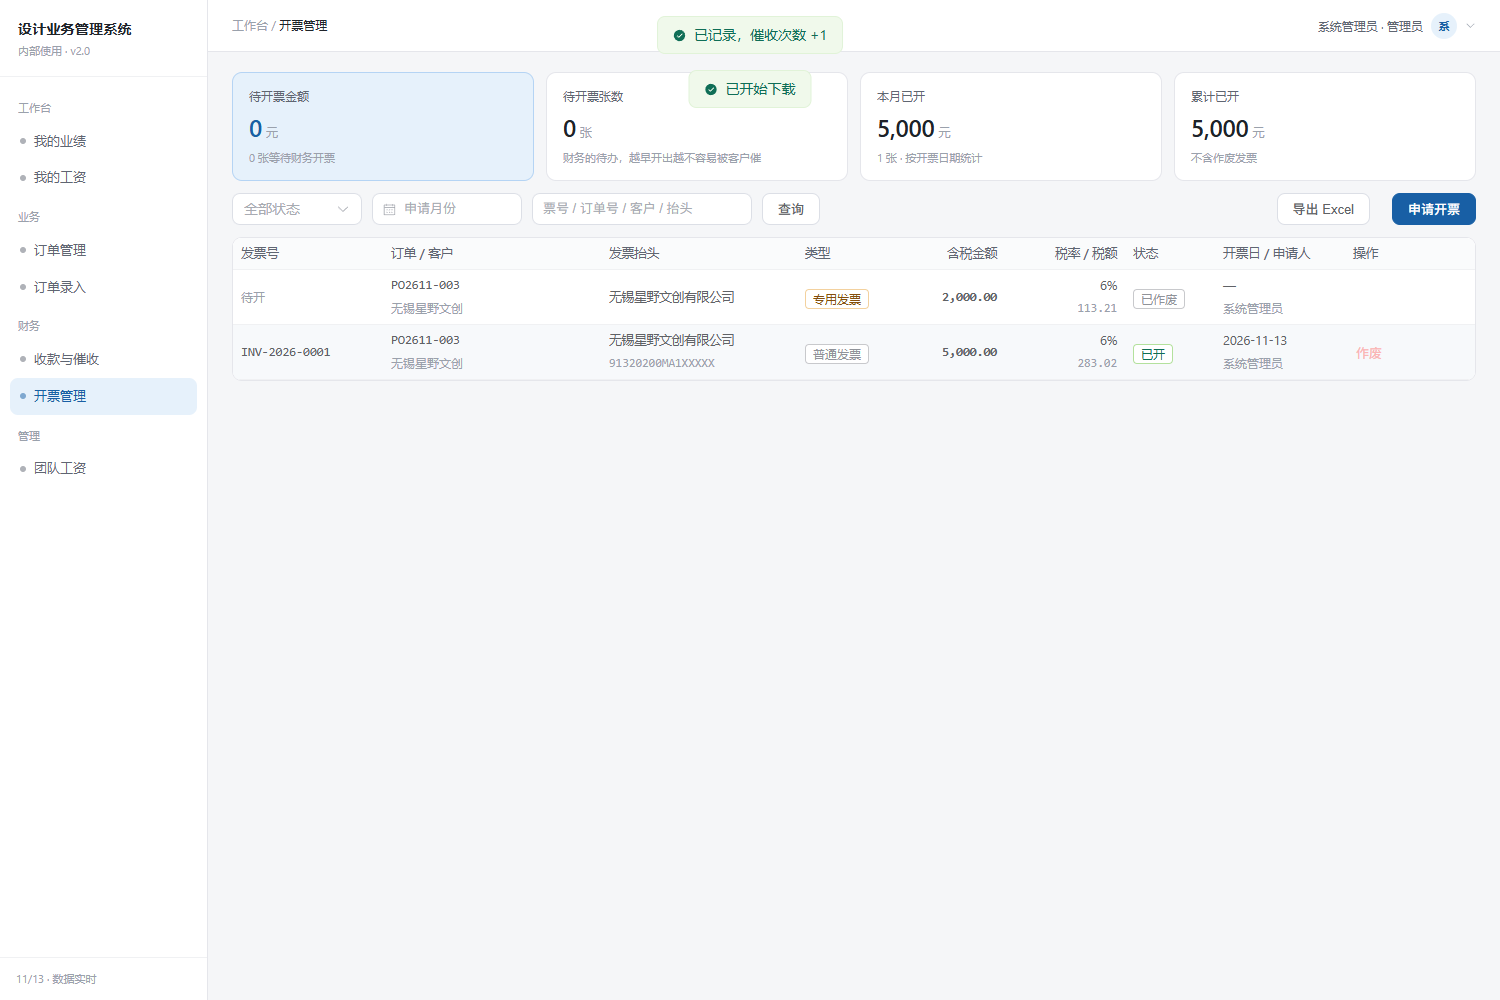 设计业务管理系统
内部使用 · v2.0
工作台
我的业绩
我的工资
业务
订单管理
订单录入
财务
收款与催收
开票管理
管理
团队工资
11/13 · 数据实时
工作台 / 开票管理
已记录，催收次数 +1
已开始下载
系统管理员 · 管理员
系
待开票金额
0 元
0 张等待财务开票
待开票张数
0 张
财务的待办，越早开出越不容易被客户催
本月已开
5,000 元
1 张 · 按开票日期统计
累计已开
5,000 元
不含作废发票
全部状态
申请月份
票号 / 订单号 / 客户 / 抬头
查询
导出 Excel
申请开票
发票号 订单 / 客户 发票抬头 类型 含税金额 税率 / 税额 状态 开票日 / 申请人 操作
待开 PO2611-003 无锡星野文创有限公司 专用发票 2,000.00 6% 已作废 —
无锡星野文创 113.21 系统管理员
INV-2026-0001 PO2611-003 无锡星野文创有限公司 普通发票 5,000.00 6% 已开 2026-11-13 作废
无锡星野文创 91320200MA1XXXXX 283.02 系统管理员